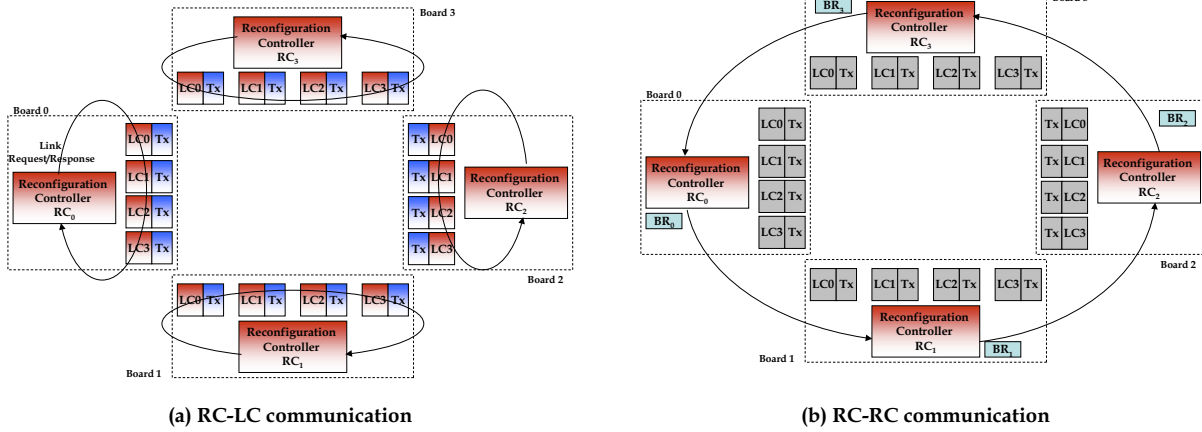 Board 3
Reconfiguration
Controller
RC3
LC0 Tx LC1 Tx LC2 Tx LC3 Tx
Board 0
Link
Request/Response
Reconfiguration
Controller
RC0
LC0 Tx
LC1 Tx
LC2 Tx
LC3 Tx
Tx LC0
Tx LC1
Tx LC2
Tx LC3
Reconfiguration
Controller
RC2
Board 2
LC0 Tx LC1 Tx LC2 Tx LC3 Tx
Reconfiguration
Controller
RC1
Board 1
(a) RC-LC communication
BR3
Reconfiguration
Controller
RC3
LC0 Tx LC1 Tx LC2 Tx LC3 Tx
Board 0
LC0 Tx
LC1 Tx
LC2 Tx
LC3 Tx
Reconfiguration
Controller
RC0
BR0
BR2
Tx LC0
Tx LC1
Tx LC2
Tx LC3
Reconfiguration
Controller
RC2
Board 2
LC0 Tx LC1 Tx LC2 Tx LC3 Tx
Reconfiguration
Controller
RC1
BR1
Board 1
(b) RC-RC communication